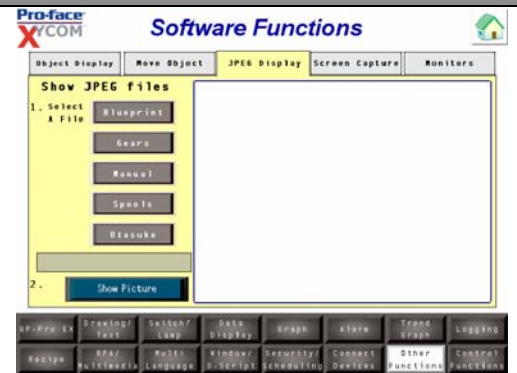 Pro-face
XYCOM
Software Functions
Object Display
Move Object
JPEG Display
Screen Capture
Monitors
Show JPEG files
1. Select
A File
Blueprint
Gears
Manual
Spools
Otasuke
2.
Show Picture
GP-Pro EX
Drawing/
Text
Switch/
Lamp
Data
Display
Graph
Alarm
Trend
Graph
Logging
Recipe
RPA/
Multimedia
Multi
Language
Window/
D-Script
Security/
Scheduling
Connect
Devices
Other
Functions
Control
Functions